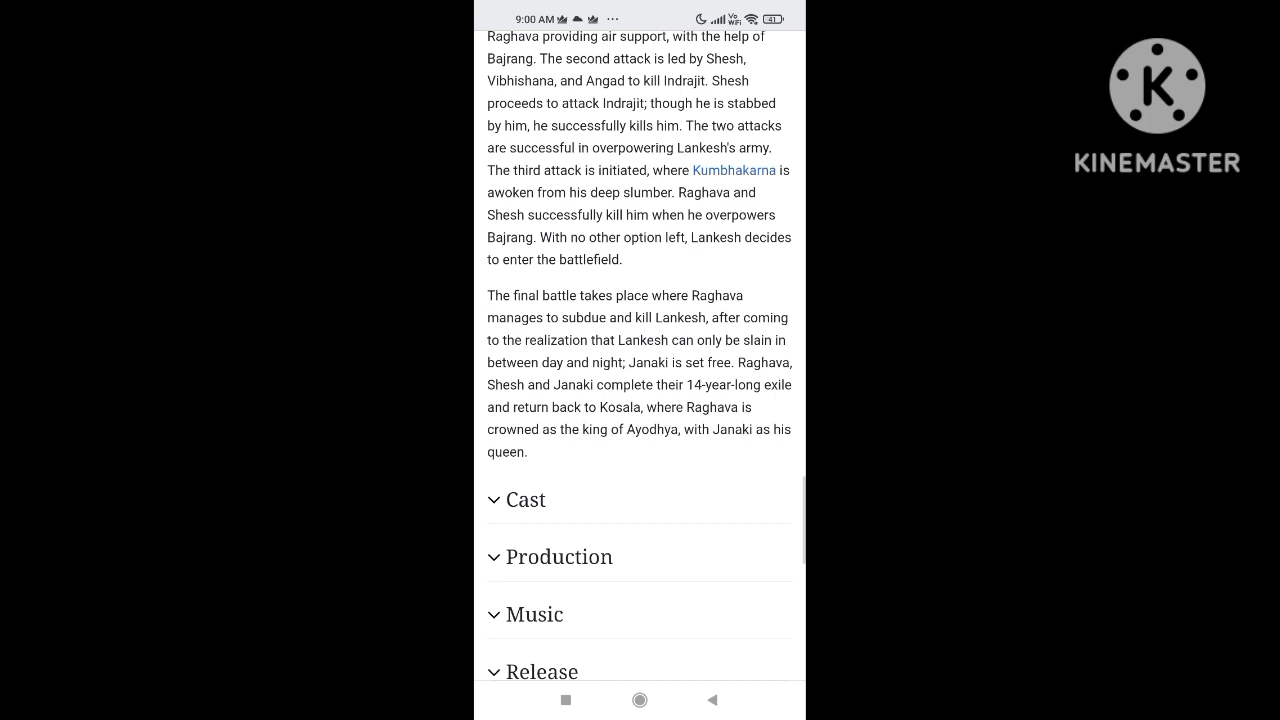 9:00 AM
Vo WiFi
41
Raghava providing air support, with the help of
Bajrang. The second attack is led by Shesh,
Vibhishana, and Angad to kill Indrajit. Shesh
proceeds to attack Indrajit; though he is stabbed
by him, he successfully kills him. The two attacks
are successful in overpowering Lankesh's army.
The third attack is initiated, where Kumbhakarna is
awoken from his deep slumber. Raghava and
Shesh successfully kill him when he overpowers
Bajrang. With no other option left, Lankesh decides
to enter the battlefield.
The final battle takes place where Raghava
manages to subdue and kill Lankesh, after coming
to the realization that Lankesh can only be slain in
between day and night; Janaki is set free. Raghava,
Shesh and Janaki complete their 14-year-long exile
and return back to Kosala, where Raghava is
crowned as the king of Ayodhya, with Janaki as his
queen.
Cast
Production
Music
Release
K
KINEMASTER